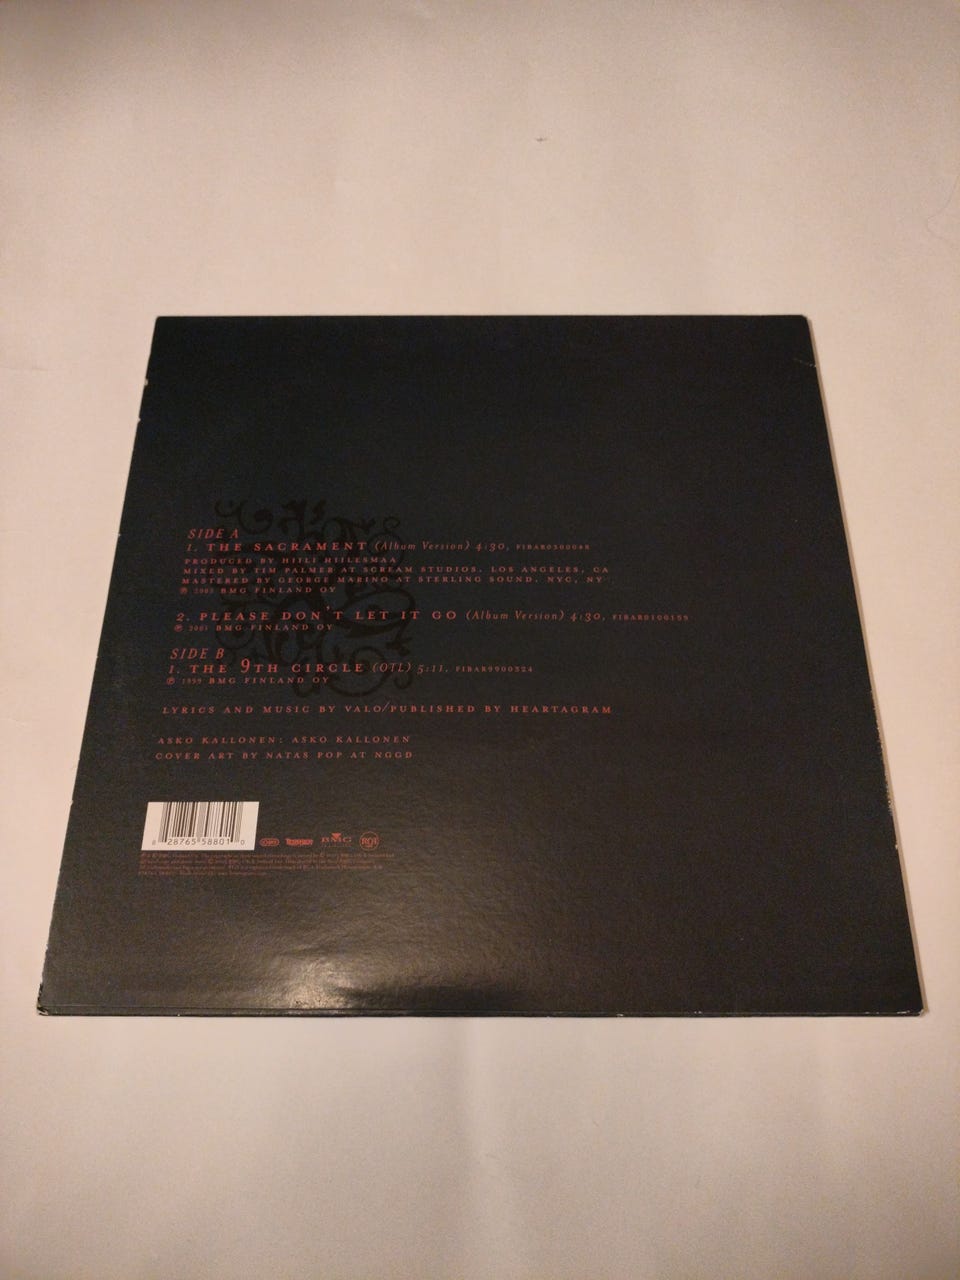 SIDE A
1. THE SACRAMENT (Album Version) 4:30, FIBAR0300048
PRODUCED BY HIILI HIILESMAA
MIXED BY TIM PALMER AT SCREAM STUDIOS, LOS ANGELES, CA
MASTERED BY GEORGE MARINO AT STERLING SOUND, NYC, NY
℗ 2003 BMG FINLAND OY
2. PLEASE DON'T LET IT GO (Album Version) 4:30, FIBAR0100159
℗ 2001 BMG FINLAND OY
SIDE B
1. THE 9TH CIRCLE (OTL) 5:11, FIBAR9900324
℗ 1999 BMG FINLAND OY
LYRICS AND MUSIC BY VALO/PUBLISHED BY HEARTAGRAM
ASKO KALLONEN: ASKO KALLONEN
COVER ART BY NATAS POP AT NGGD
8 28765 58801 0
BMG
RCA